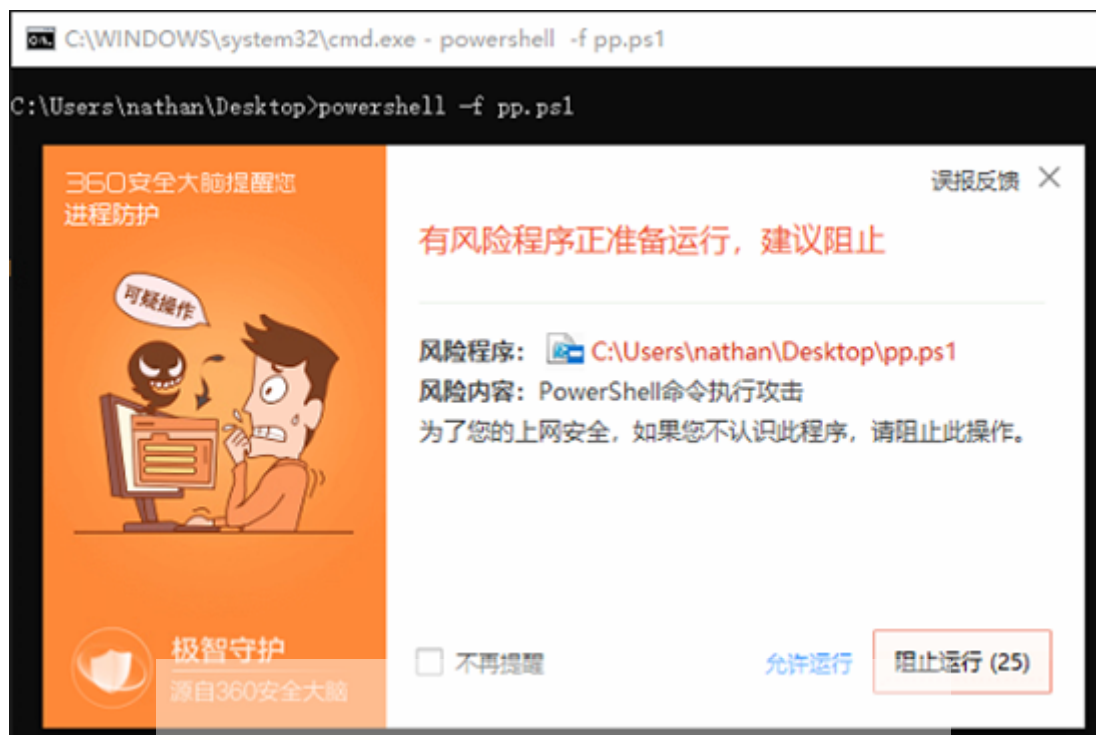 C:\WINDOWS\system32\cmd.exe - powershell  -f pp.ps1
C:\Users\nathan\Desktop>powershell -f pp.ps1
360安全大脑提醒您
进程防护
可疑操作
极智守护
源自360安全大脑
误报反馈
有风险程序正准备运行，建议阻止
风险程序： C:\Users\nathan\Desktop\pp.ps1
风险内容：PowerShell命令执行攻击
为了您的上网安全，如果您不认识此程序，请阻止此操作。
不再提醒
允许运行
阻止运行 (25)